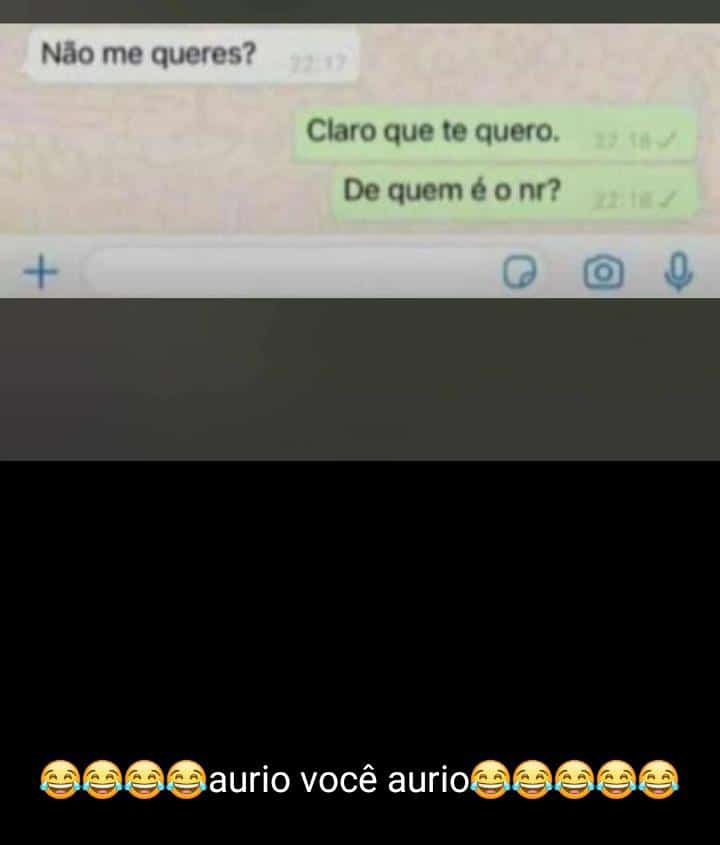 Não me queres? 22:17
Claro que te quero. 22:18
De quem é o nr? 22:18
😂😂😂😂aurio você aurio😂😂😂😂😂